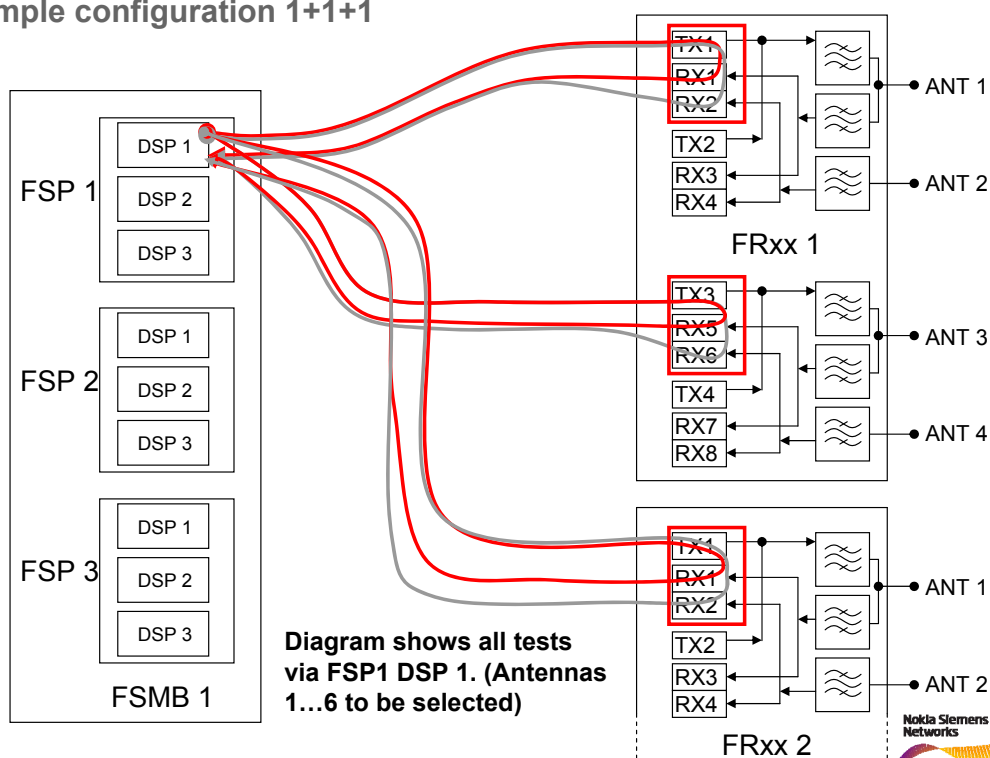 mple configuration 1+1+1
FSP 1
DSP 1
DSP 2
DSP 3
FSP 2
DSP 1
DSP 2
DSP 3
FSP 3
DSP 1
DSP 2
DSP 3
FSMB 1
Diagram shows all tests
via FSP1 DSP 1. (Antennas
1…6 to be selected)
TX1
RX1
RX2
TX2
RX3
RX4
ANT 1
ANT 2
FRxx 1
TX3
RX5
RX6
TX4
RX7
RX8
ANT 3
ANT 4
TX1
RX1
RX2
TX2
RX3
RX4
ANT 1
ANT 2
FRxx 2
Nokia Siemens
Networks